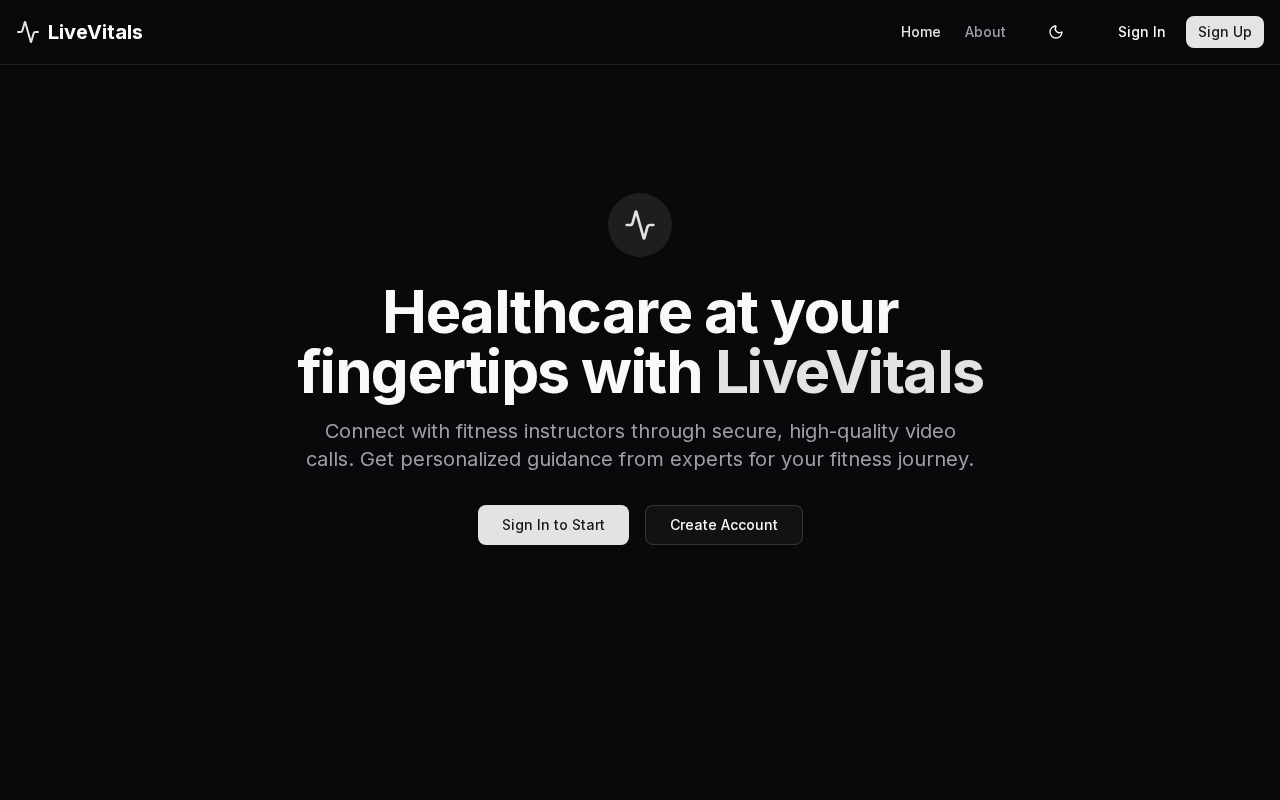 LiveVitals
Home
About
Sign In
Sign Up
Healthcare at your
fingertips with LiveVitals
Connect with fitness instructors through secure, high-quality video
calls. Get personalized guidance from experts for your fitness journey.
Sign In to Start
Create Account